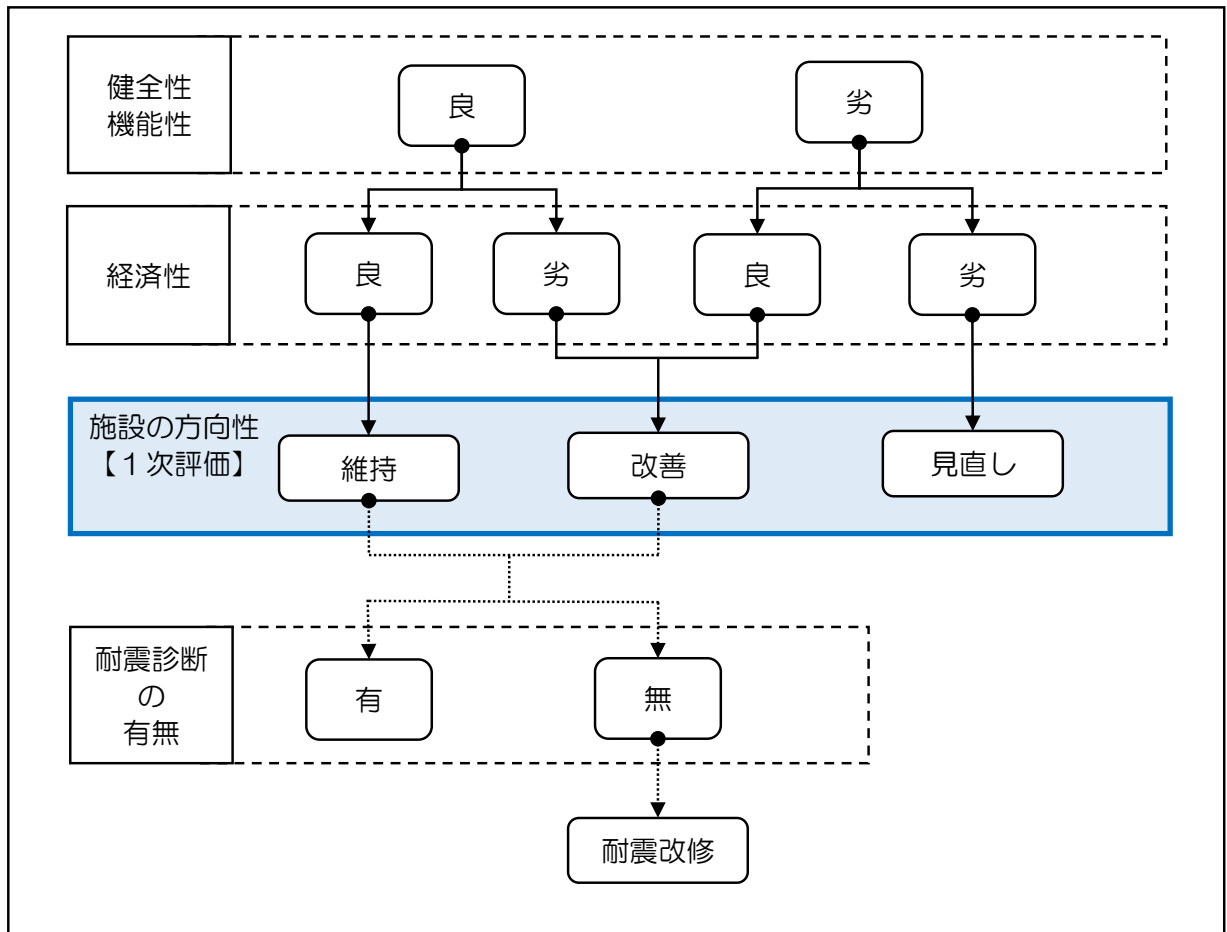 健全性
機能性
良
劣
経済性
良
劣
良
劣
施設の方向性
【１次評価】
維持
改善
見直し
耐震診断
の
有無
有
無
耐震改修